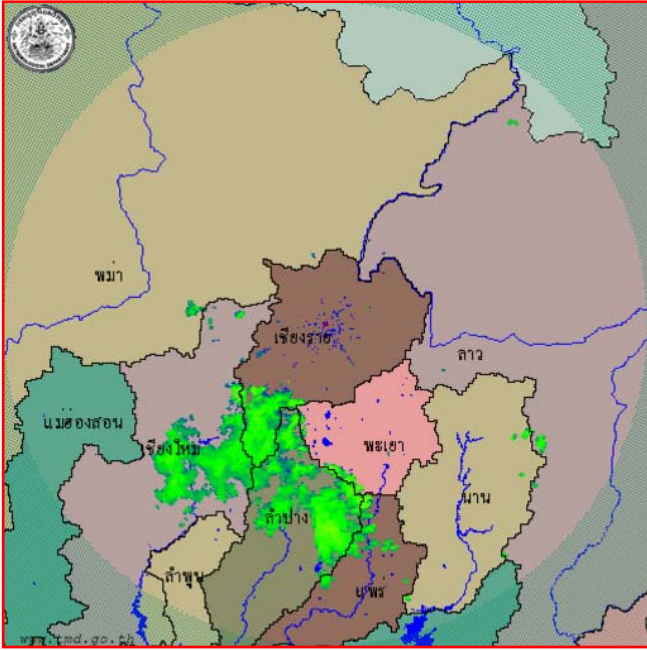 พม่า
เชียงราย
ลาว
แม่ฮ่องสอน
เชียงใหม่
พะเยา
น่าน
ลำปาง
ลำพูน
แพร่
www.tmd.go.th